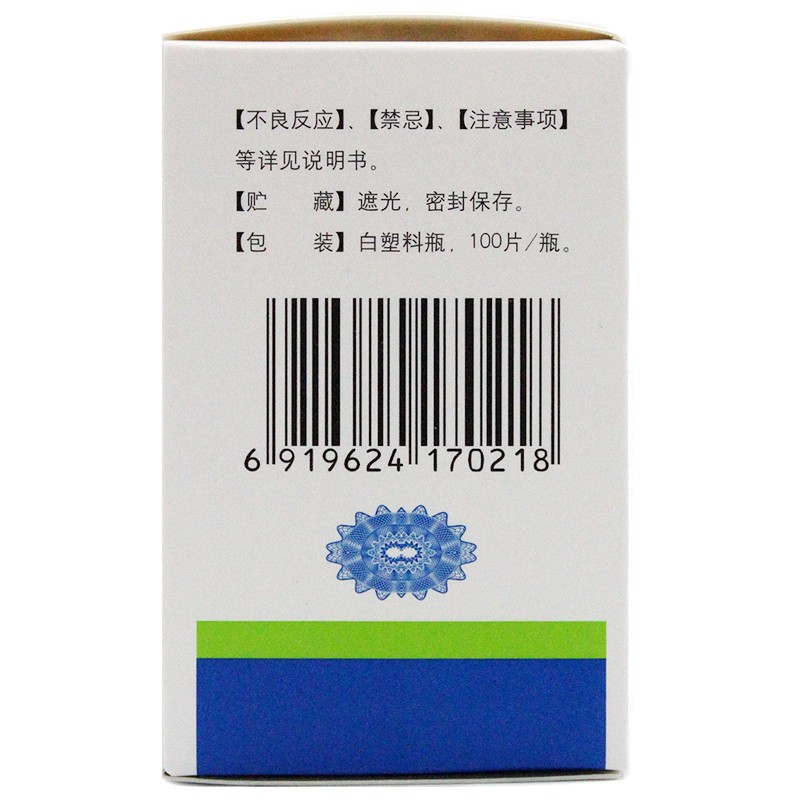 【不良反应】、【禁忌】、【注意事项】
等详见说明书。
【贮　　藏】遮光，密封保存。
【包　　装】白塑料瓶，100片/瓶。
6 919624 170218